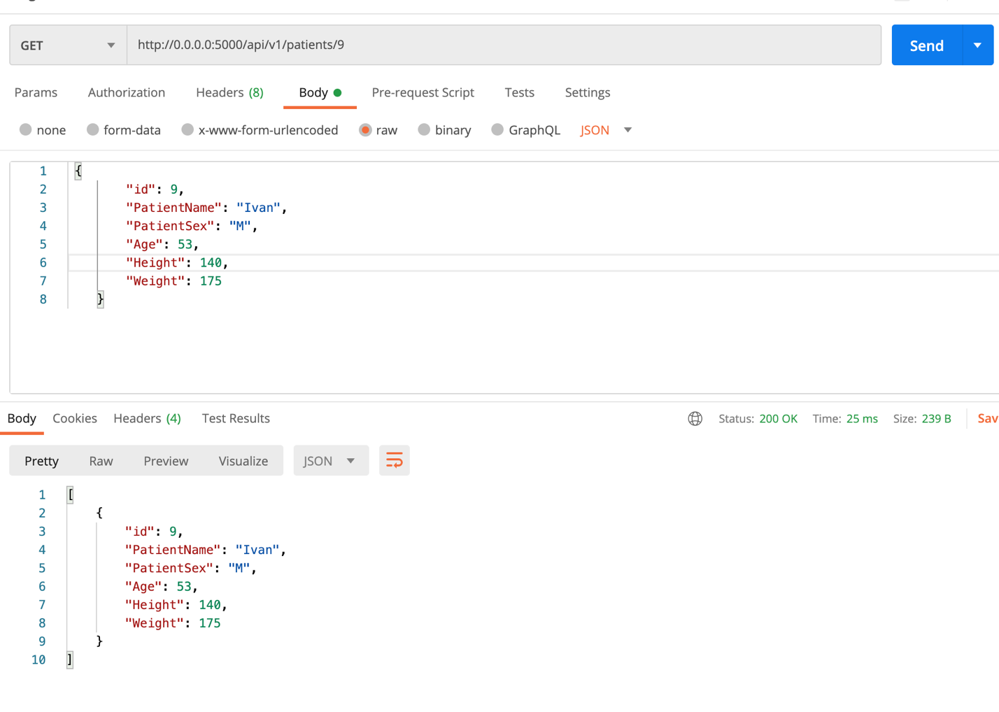 GET http://0.0.0.0:5000/api/v1/patients/9 Send
Params Authorization Headers (8) Body Pre-request Script Tests Settings
none form-data x-www-form-urlencoded raw binary GraphQL JSON
1 {
2 "id": 9,
3 "PatientName": "Ivan",
4 "PatientSex": "M",
5 "Age": 53,
6 "Height": 140,
7 "Weight": 175
8 }
Body Cookies Headers (4) Test Results Status: 200 OK Time: 25 ms Size: 239 B Sav
Pretty Raw Preview Visualize JSON
1 [
2 {
3 "id": 9,
4 "PatientName": "Ivan",
5 "PatientSex": "M",
6 "Age": 53,
7 "Height": 140,
8 "Weight": 175
9 }
10 ]